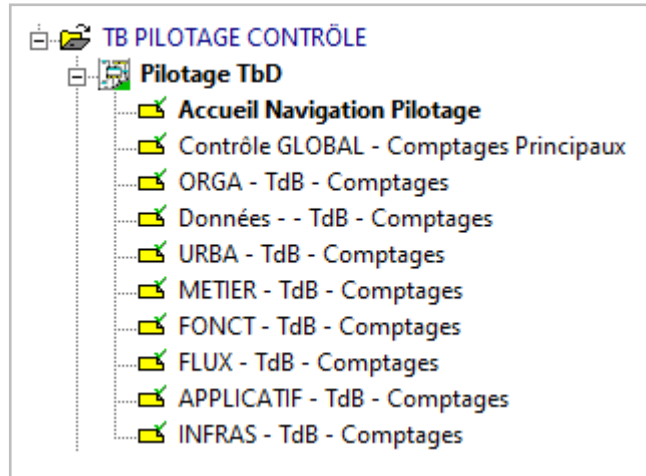 TB PILOTAGE CONTRÔLE
Pilotage TbD
Accueil Navigation Pilotage
Contrôle GLOBAL - Comptages Principaux
ORGA - TdB - Comptages
Données - - TdB - Comptages
URBA - TdB - Comptages
METIER - TdB - Comptages
FONCT - TdB - Comptages
FLUX - TdB - Comptages
APPLICATIF - TdB - Comptages
INFRAS - TdB - Comptages